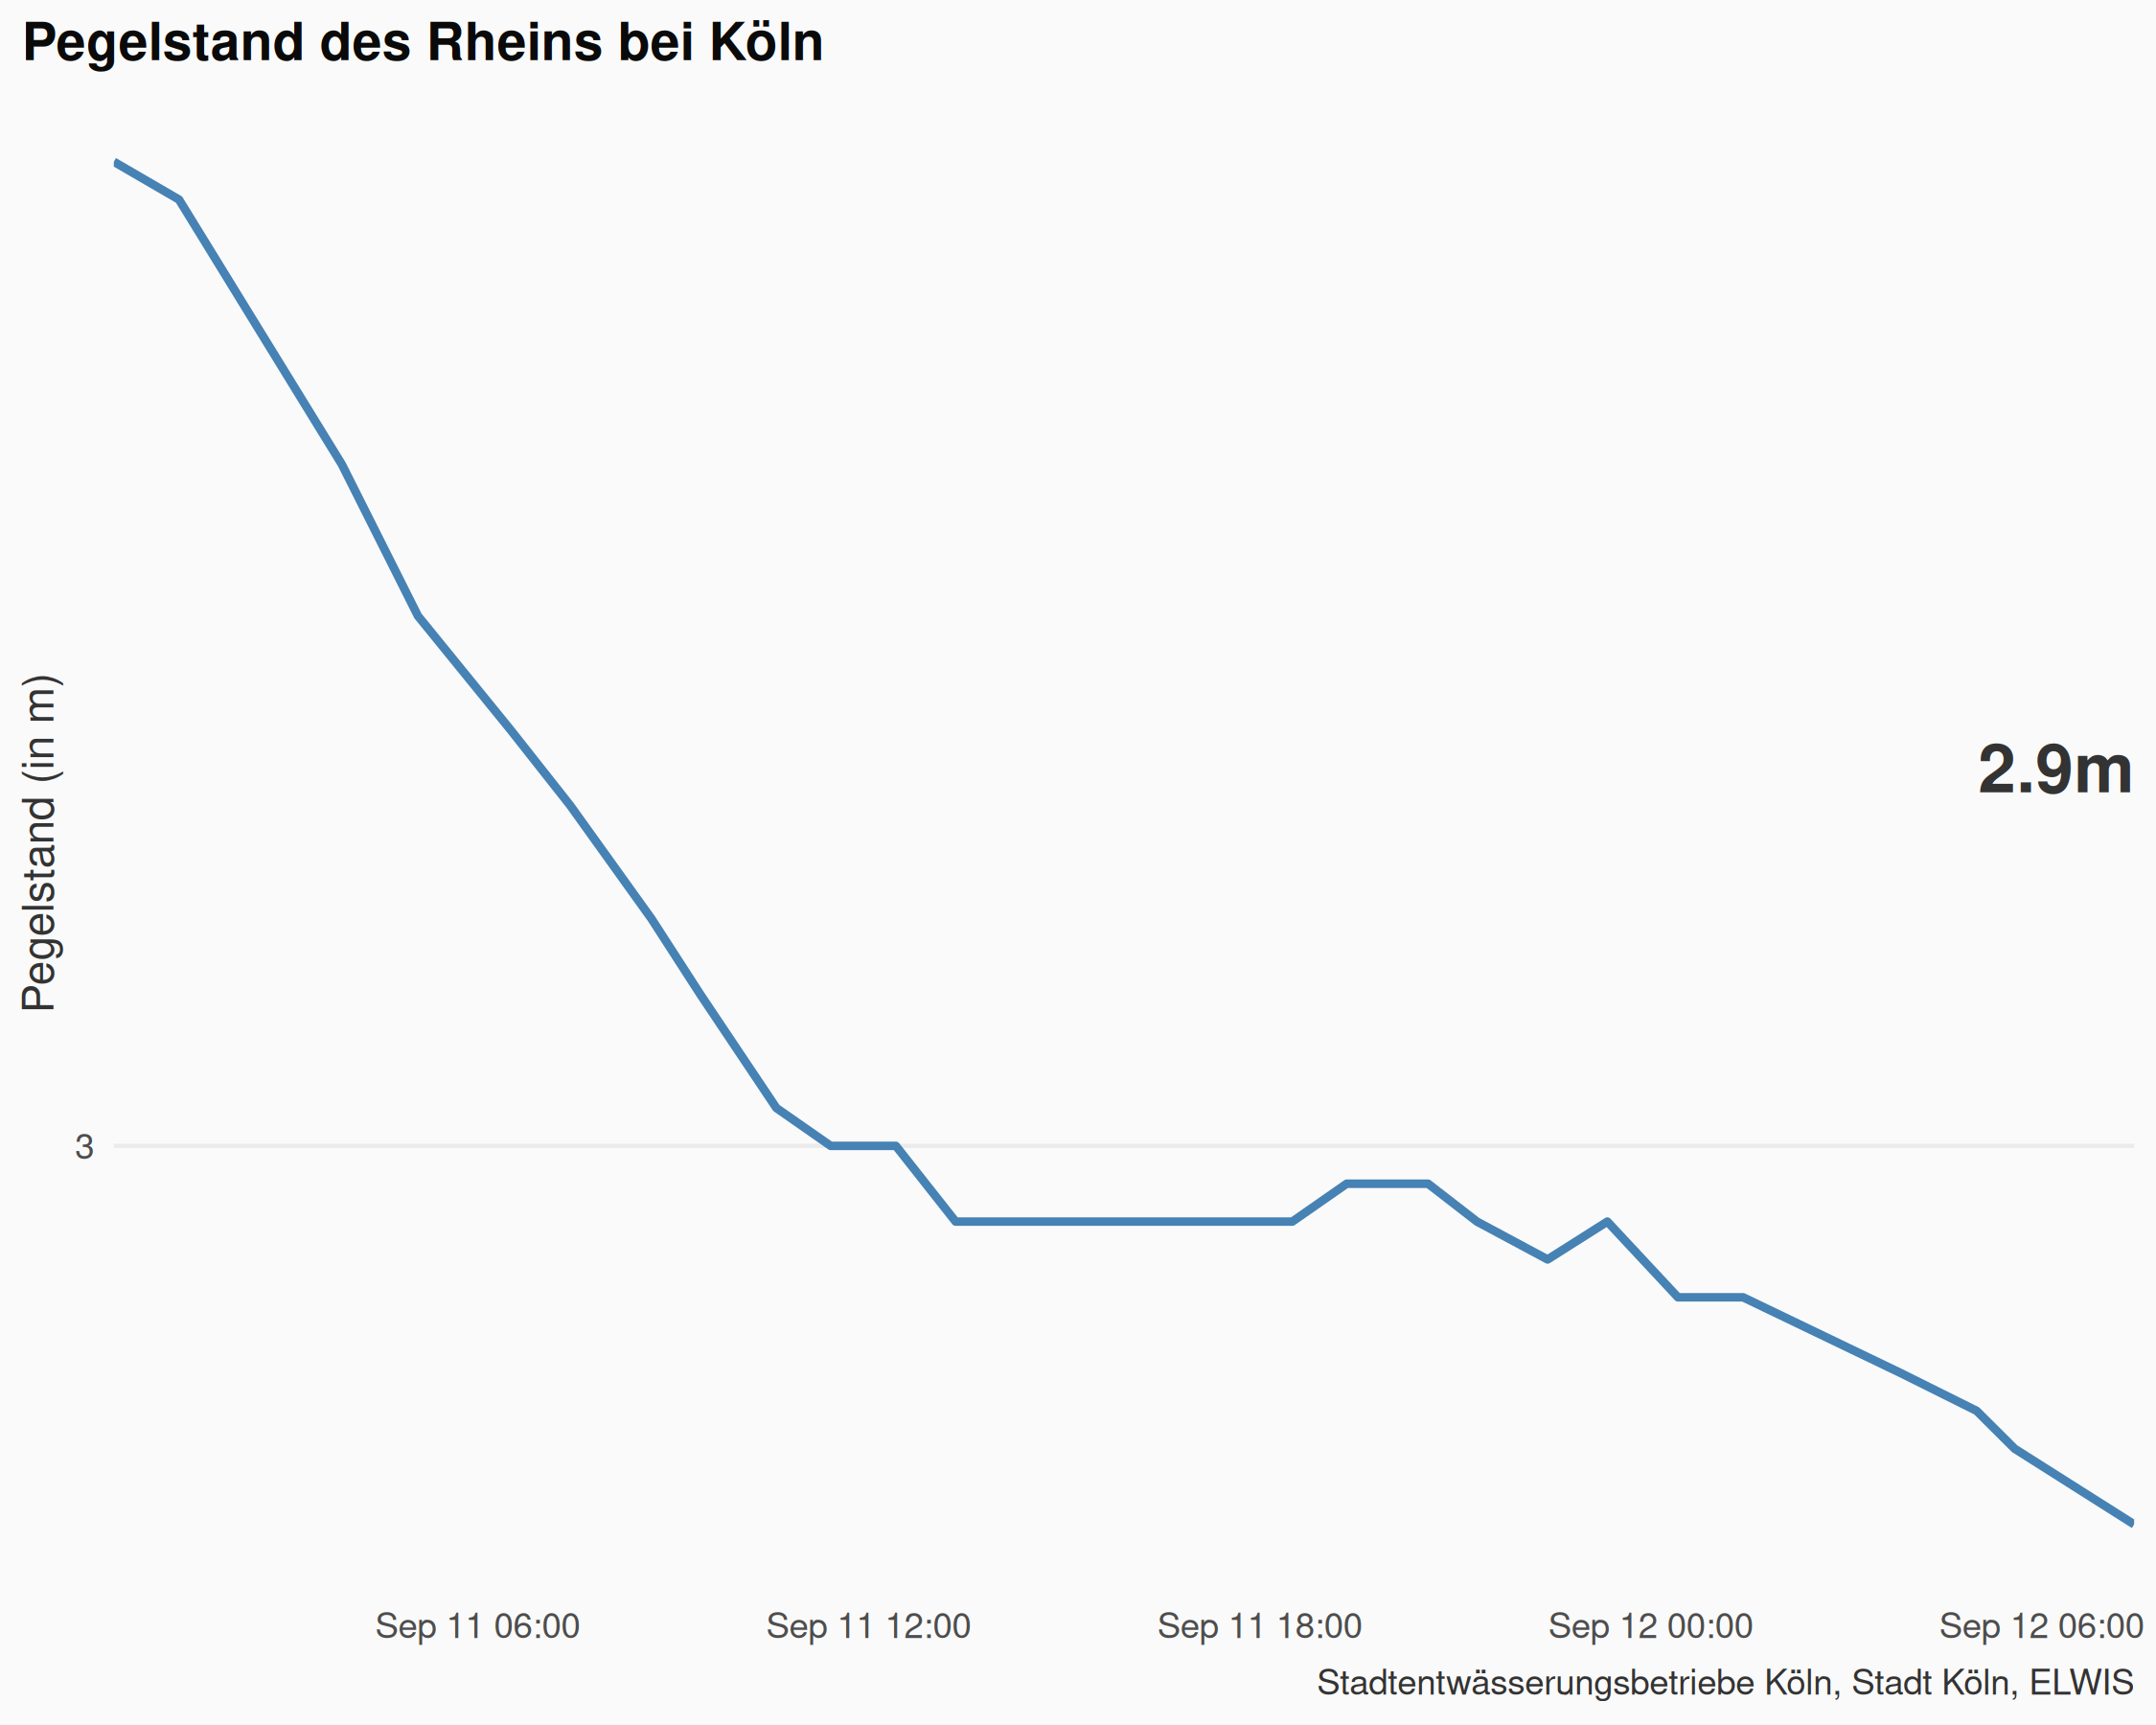 Pegelstand des Rheins bei Köln
Pegelstand (in m)
2.9m
3
Sep 11 06:00
Sep 11 12:00
Sep 11 18:00
Sep 12 00:00
Sep 12 06:00
Stadtentwässerungsbetriebe Köln, Stadt Köln, ELWIS